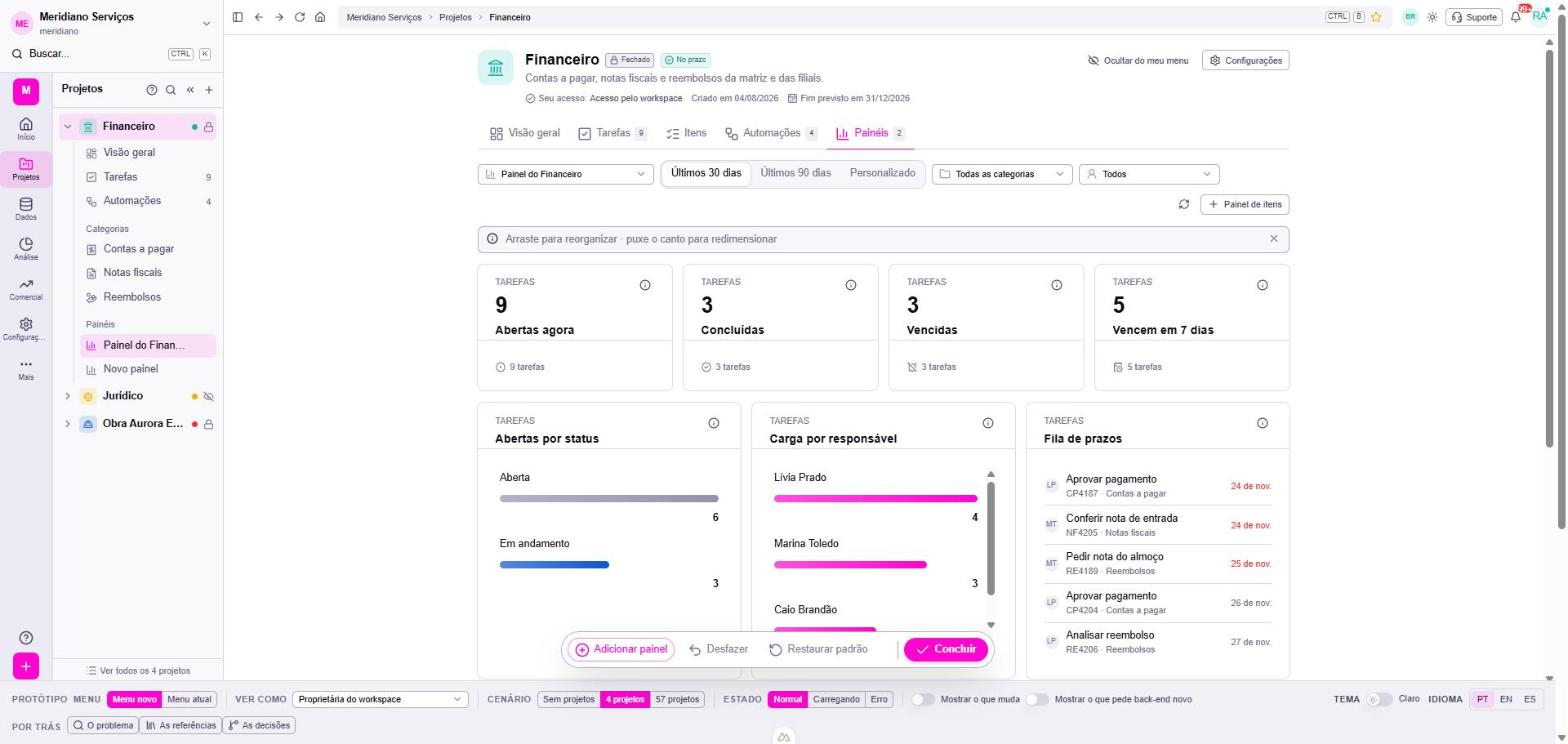 ME
Meridiano Serviços
meridiano
Buscar... CTRL K
Meridiano Serviços > Projetos > Financeiro
CTRL B
BR
Suporte
99+
RA
M
Início
Projetos
Dados
Análise
Comercial
Configuraç...
Mais
Projetos
Financeiro
Visão geral
Tarefas 9
Automações 4
Categorias
Contas a pagar
Notas fiscais
Reembolsos
Painéis
Painel do Finan...
Novo painel
Jurídico
Obra Aurora E...
Ver todos os 4 projetos
Financeiro Fechado No prazo
Contas a pagar, notas fiscais e reembolsos da matriz e das filiais.
Seu acesso: Acesso pelo workspace Criado em 04/08/2026 Fim previsto em 31/12/2026
Ocultar do meu menu Configurações
Visão geral Tarefas 9 Itens Automações 4 Painéis 2
Painel do Financeiro Últimos 30 dias Últimos 90 dias Personalizado Todas as categorias Todos
+ Painel de itens
Arraste para reorganizar · puxe o canto para redimensionar
TAREFAS
9
Abertas agora
9 tarefas
TAREFAS
3
Concluídas
3 tarefas
TAREFAS
3
Vencidas
3 tarefas
TAREFAS
5
Vencem em 7 dias
5 tarefas
TAREFAS
Abertas por status
Aberta
6
Em andamento
3
TAREFAS
Carga por responsável
Lívia Prado
4
Marina Toledo
3
Caio Brandão
TAREFAS
Fila de prazos
LP Aprovar pagamento 24 de nov.
CP4187 · Contas a pagar
MT Conferir nota de entrada 24 de nov.
NF4205 · Notas fiscais
MT Pedir nota do almoço 25 de nov.
RE4189 · Reembolsos
LP Aprovar pagamento 26 de nov.
CP4204 · Contas a pagar
LP Analisar reembolso 27 de nov.
RE4206 · Reembolsos
Adicionar painel Desfazer Restaurar padrão Concluir
PROTÓTIPO MENU Menu novo Menu atual VER COMO Proprietária do workspace CENÁRIO Sem projetos 4 projetos 57 projetos ESTADO Normal Carregando Erro Mostrar o que muda Mostrar o que pede back-end novo TEMA Claro IDIOMA PT EN ES
POR TRÁS O problema As referências As decisões